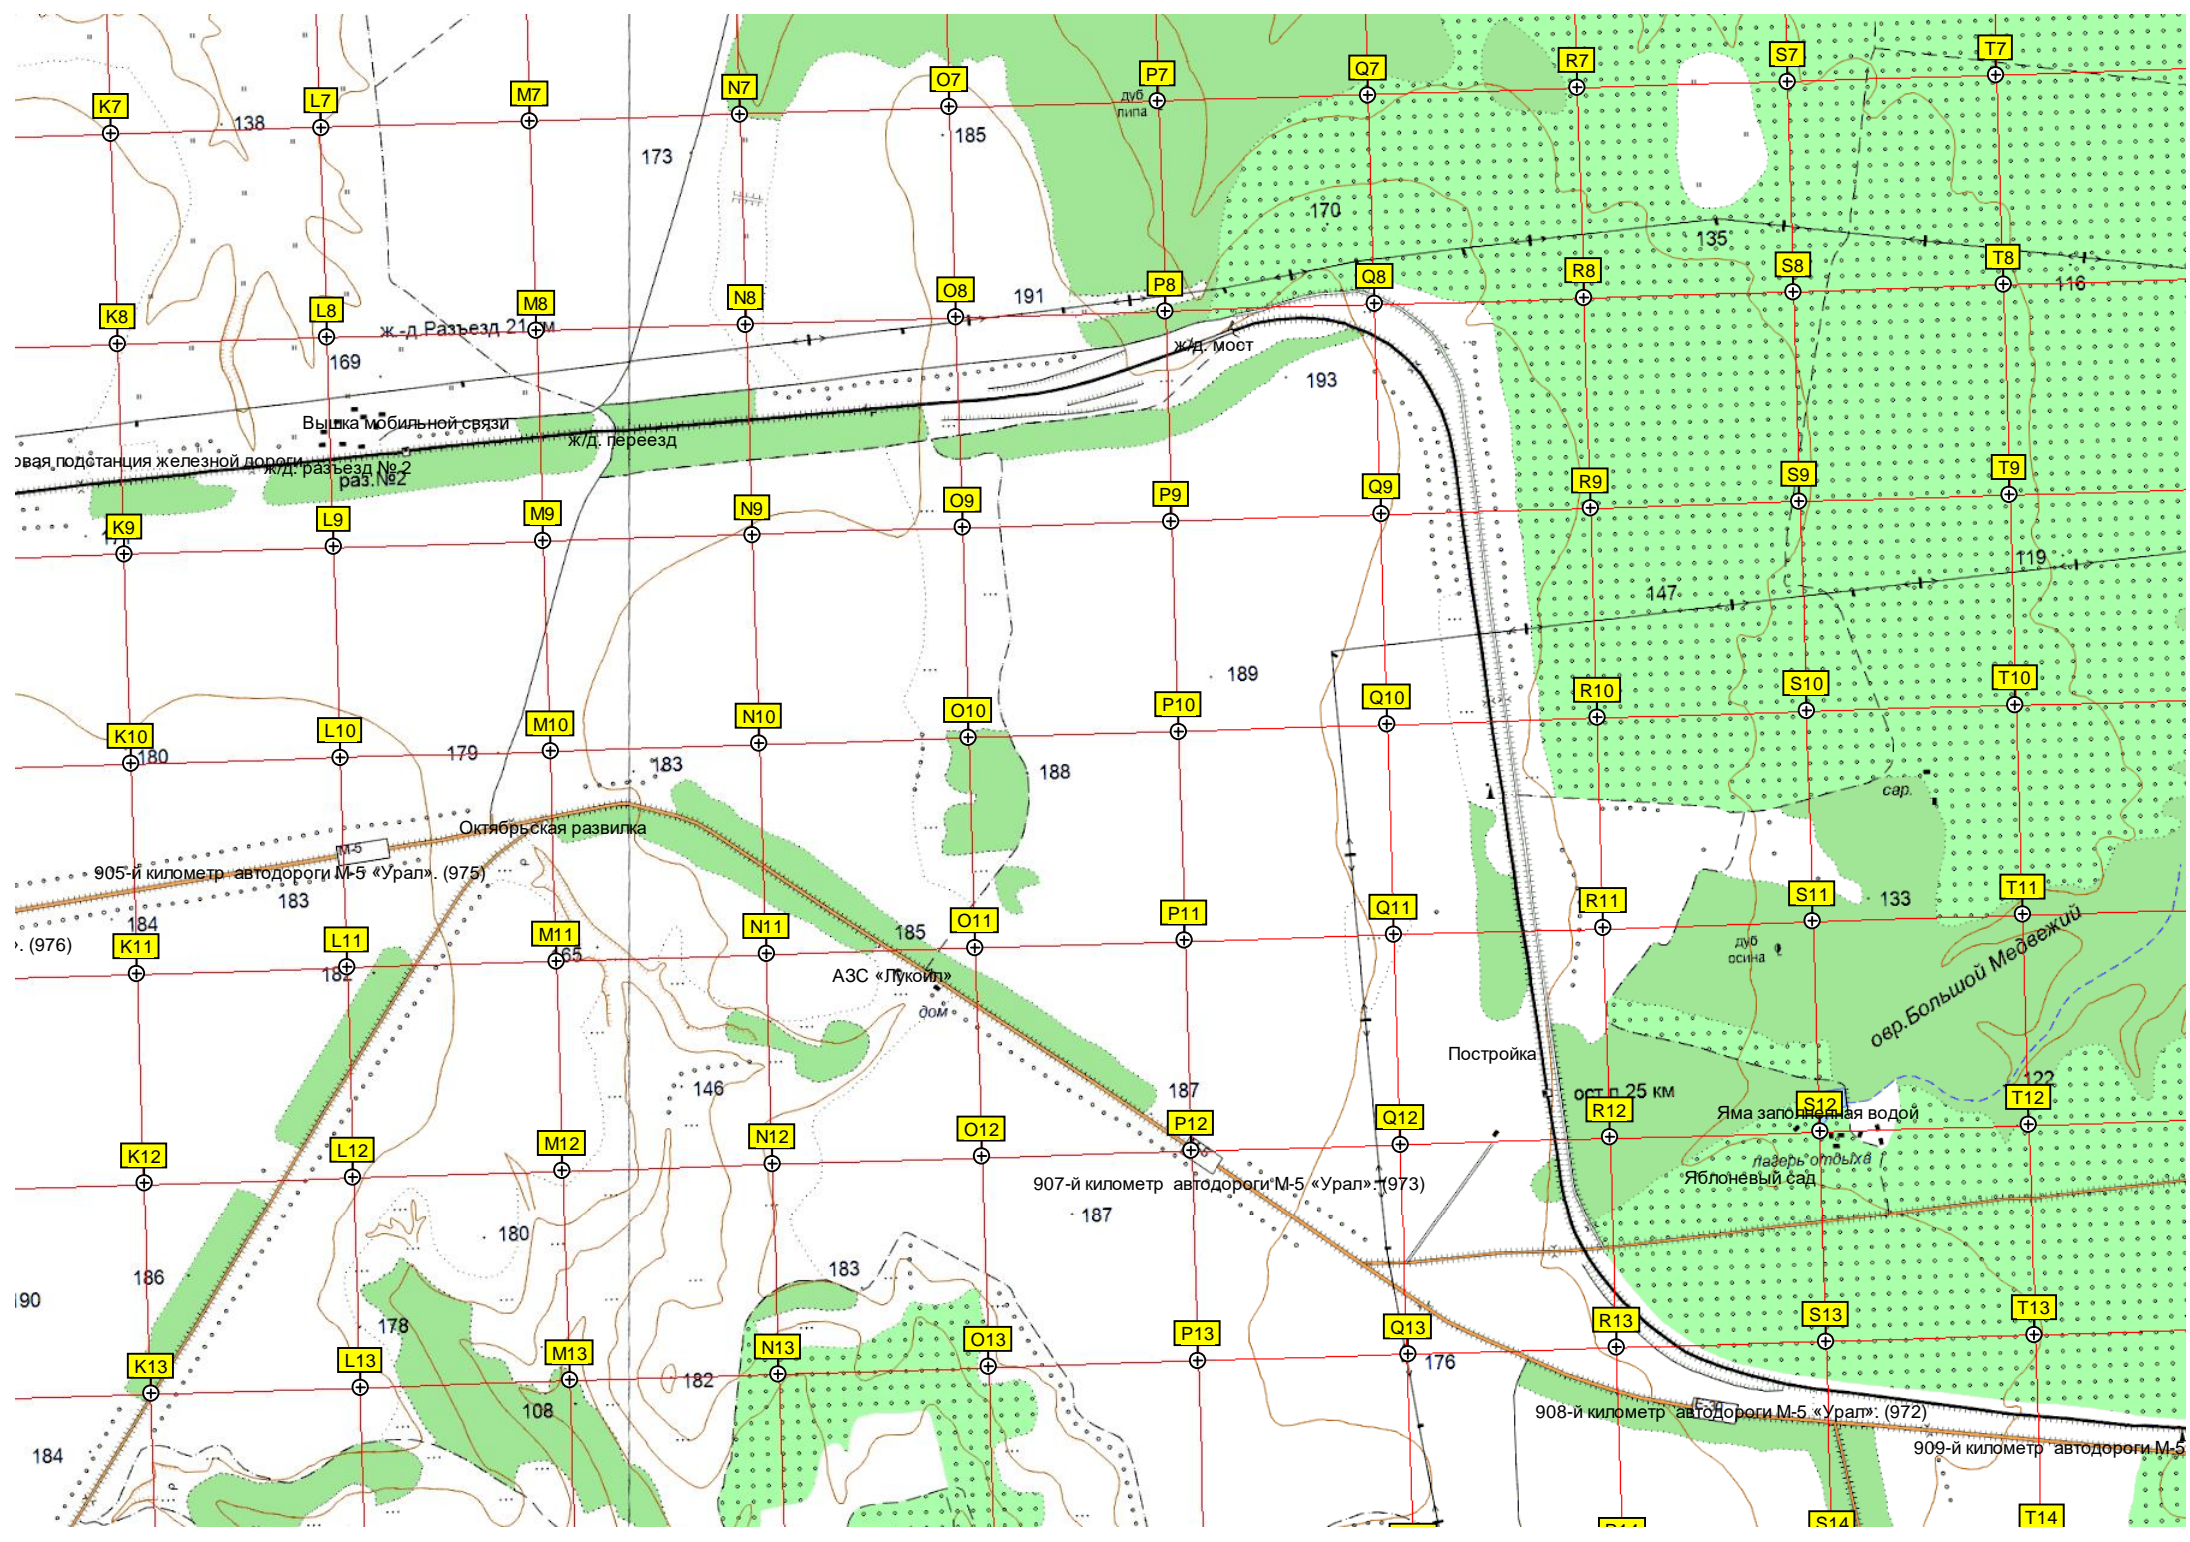 T7
S7
R7
Q7
P7
O7
N7
M7
L7
K7
дуб
липа
138
185
173
170
135
116
T8
S8
R8
Q8
P8
O8
N8
M8
L8
K8
191
169
ж/д. мост
193
Вышка мобильной связи
ж/д. переезд
овая подстанция железной дороги
ж/д. разъезд № 2
раз.№2
T9
S9
R9
Q9
P9
O9
N9
M9
L9
K9
119
147
189
T10
S10
R10
Q10
P10
O10
N10
M10
L10
K10
180
179
183
188
сар.
Октябрьская развилка
М-5
905-й километр автодороги М-5 «Урал». (975)
183
184
185
133
T11
S11
R11
Q11
P11
O11
N11
M11
L11
K11
». (976)
182
65
АЗС «Лукойл»
дом
дуб
осина
овр.Большой Медвежий
Постройка
146
187
ост.п.25 км
122
Яма заполненная водой
T12
S12
R12
Q12
P12
O12
N12
M12
L12
K12
лагерь отдыха
Яблоневый сад
907-й километр автодороги М-5 «Урал». (973)
187
180
183
186
190
178
T13
S13
R13
Q13
P13
O13
N13
M13
L13
K13
176
182
108
908-й километр автодороги М-5 «Урал». (972)
909-й километр автодороги М-5
184
S14
T14